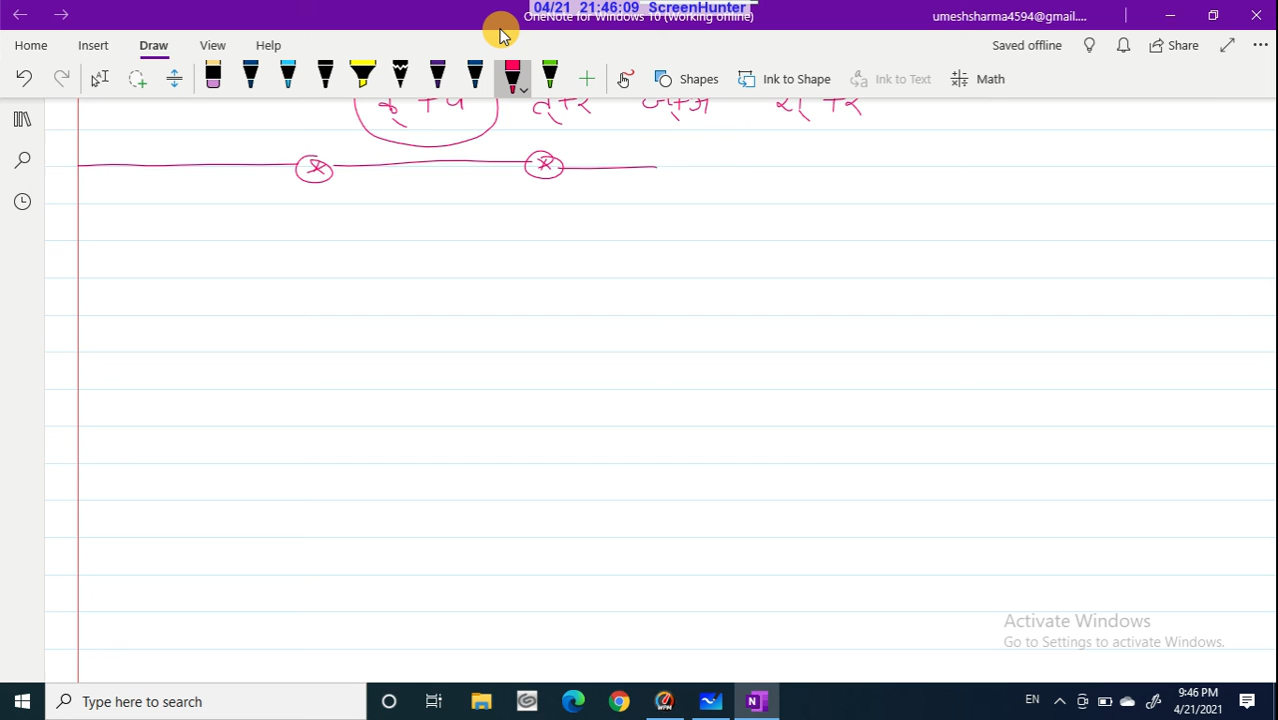 04/21 21:46:09 ScreenHunter
OneNote for Windows 10 (Working offline)
umeshsharma4594@gmail....
Home Insert Draw View Help
Saved offline
Share
Shapes
Ink to Shape
Ink to Text
Math
Activate Windows
Go to Settings to activate Windows.
Type here to search
EN
9:46 PM
4/21/2021